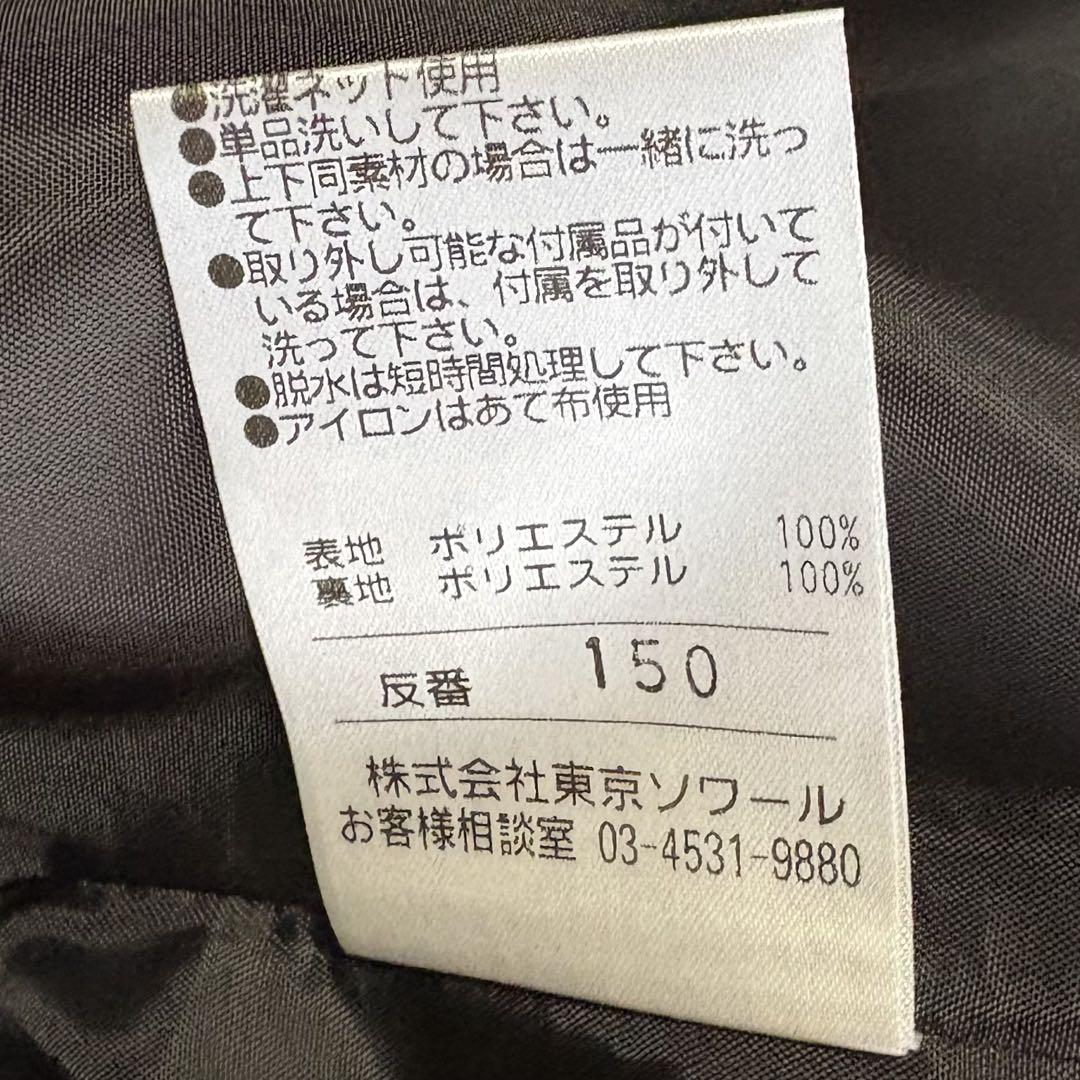 ●洗濯ネット使用
●単品洗いして下さい。
●上下同素材の場合は一緒に洗っ
て下さい。
●取り外し可能な付属品が付いて
いる場合は、付属を取り外して
洗って下さい。
●脱水は短時間処理して下さい。
●アイロンはあて布使用
表地 ポリエステル 100%
裏地 ポリエステル 100%
反番 150
株式会社東京ソワール
お客様相談室 03-4531-9880